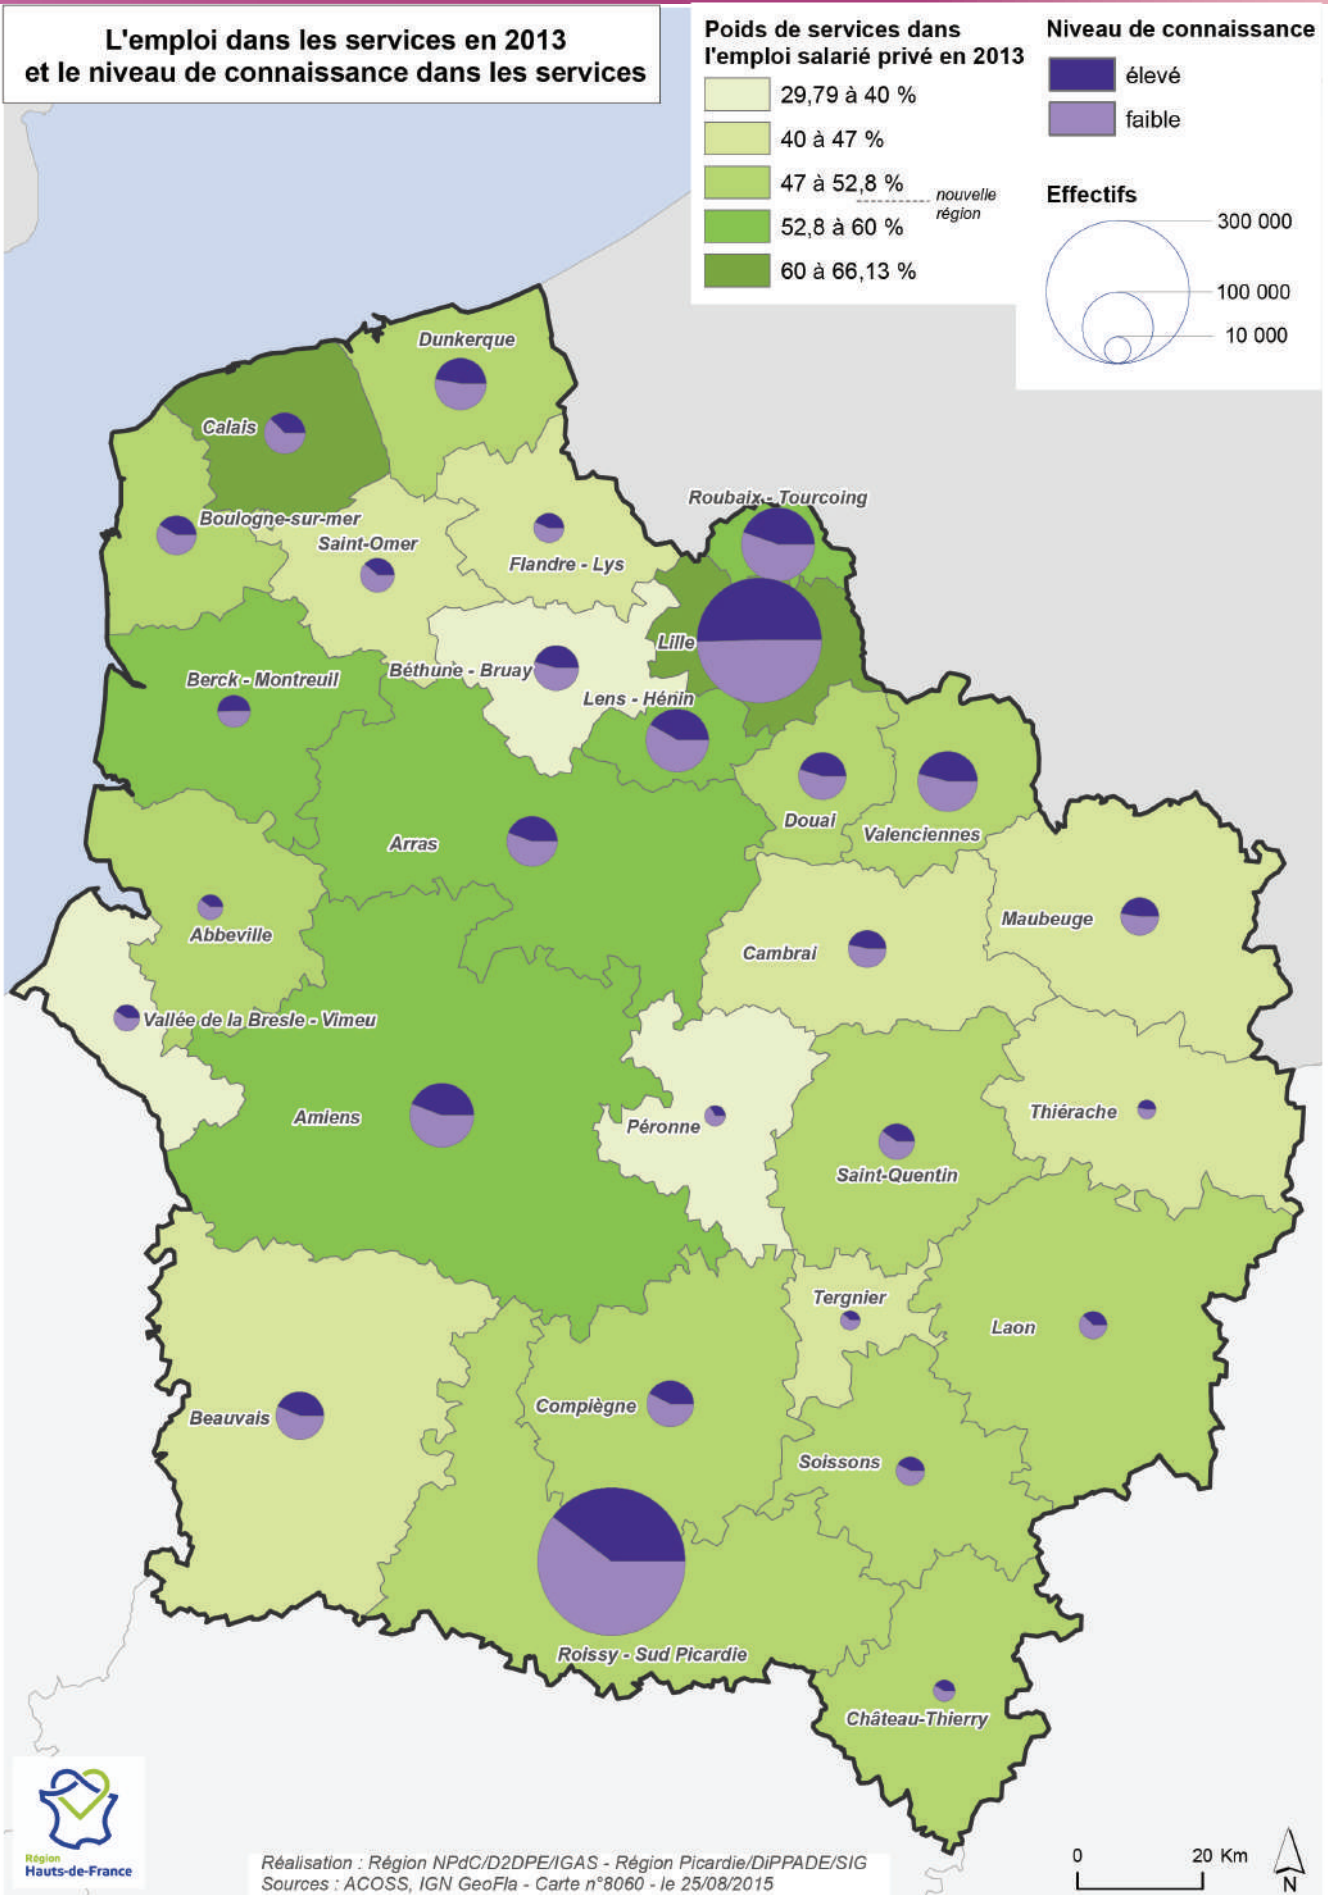 L'emploi dans les services en 2013
et le niveau de connaissance dans les services
Poids de services dans
l'emploi salarié privé en 2013
29,79 à 40 %
40 à 47 %
47 à 52,8 %
nouvelle
région
52,8 à 60 %
60 à 66,13 %
Niveau de connaissance
élevé
faible
Effectifs
300 000
100 000
10 000
Dunkerque
Calais
Roubaix - Tourcoing
Boulogne-sur-mer
Saint-Omer
Flandre - Lys
Lille
Béthune - Bruay
Berck - Montreuil
Lens - Hénin
Douai
Valenciennes
Arras
Maubeuge
Abbeville
Cambrai
Vallée de la Bresle - Vimeu
Amiens
Péronne
Thiérache
Saint-Quentin
Tergnier
Laon
Compiègne
Beauvais
Soissons
Roissy - Sud Picardie
Château-Thierry
Région
Hauts-de-France
Réalisation : Région NPdC/D2DPE/IGAS - Région Picardie/DiPPADE/SIG
Sources : ACOSS, IGN GeoFla - Carte n°8060 - le 25/08/2015
0 20 Km
N